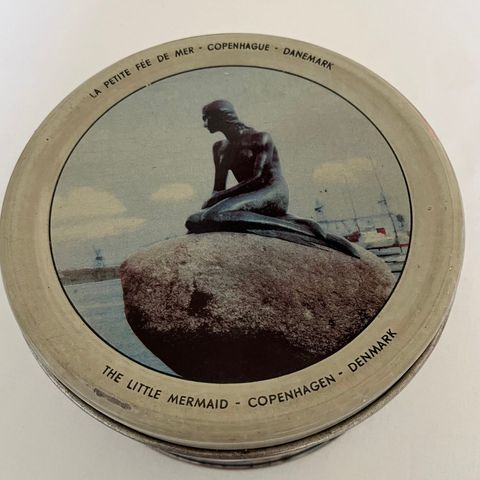 LA PETITE FÉE DE MER - COPENHAGUE - DANEMARK
THE LITTLE MERMAID - COPENHAGEN - DENMARK